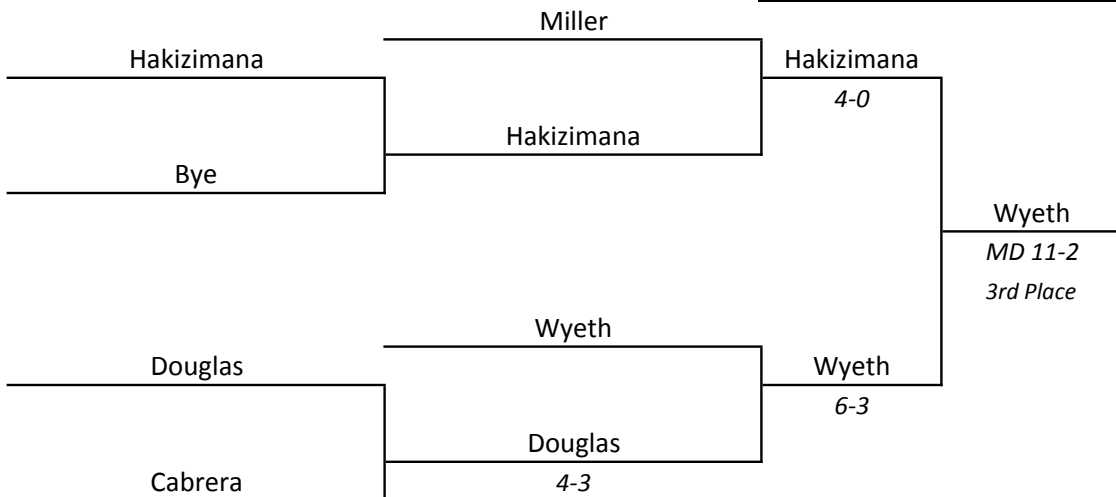 Miller
Hakizimana
Hakizimana
4-0
Hakizimana
Bye
Wyeth
MD 11-2
3rd Place
Wyeth
Douglas
Wyeth
6-3
Douglas
Cabrera
4-3